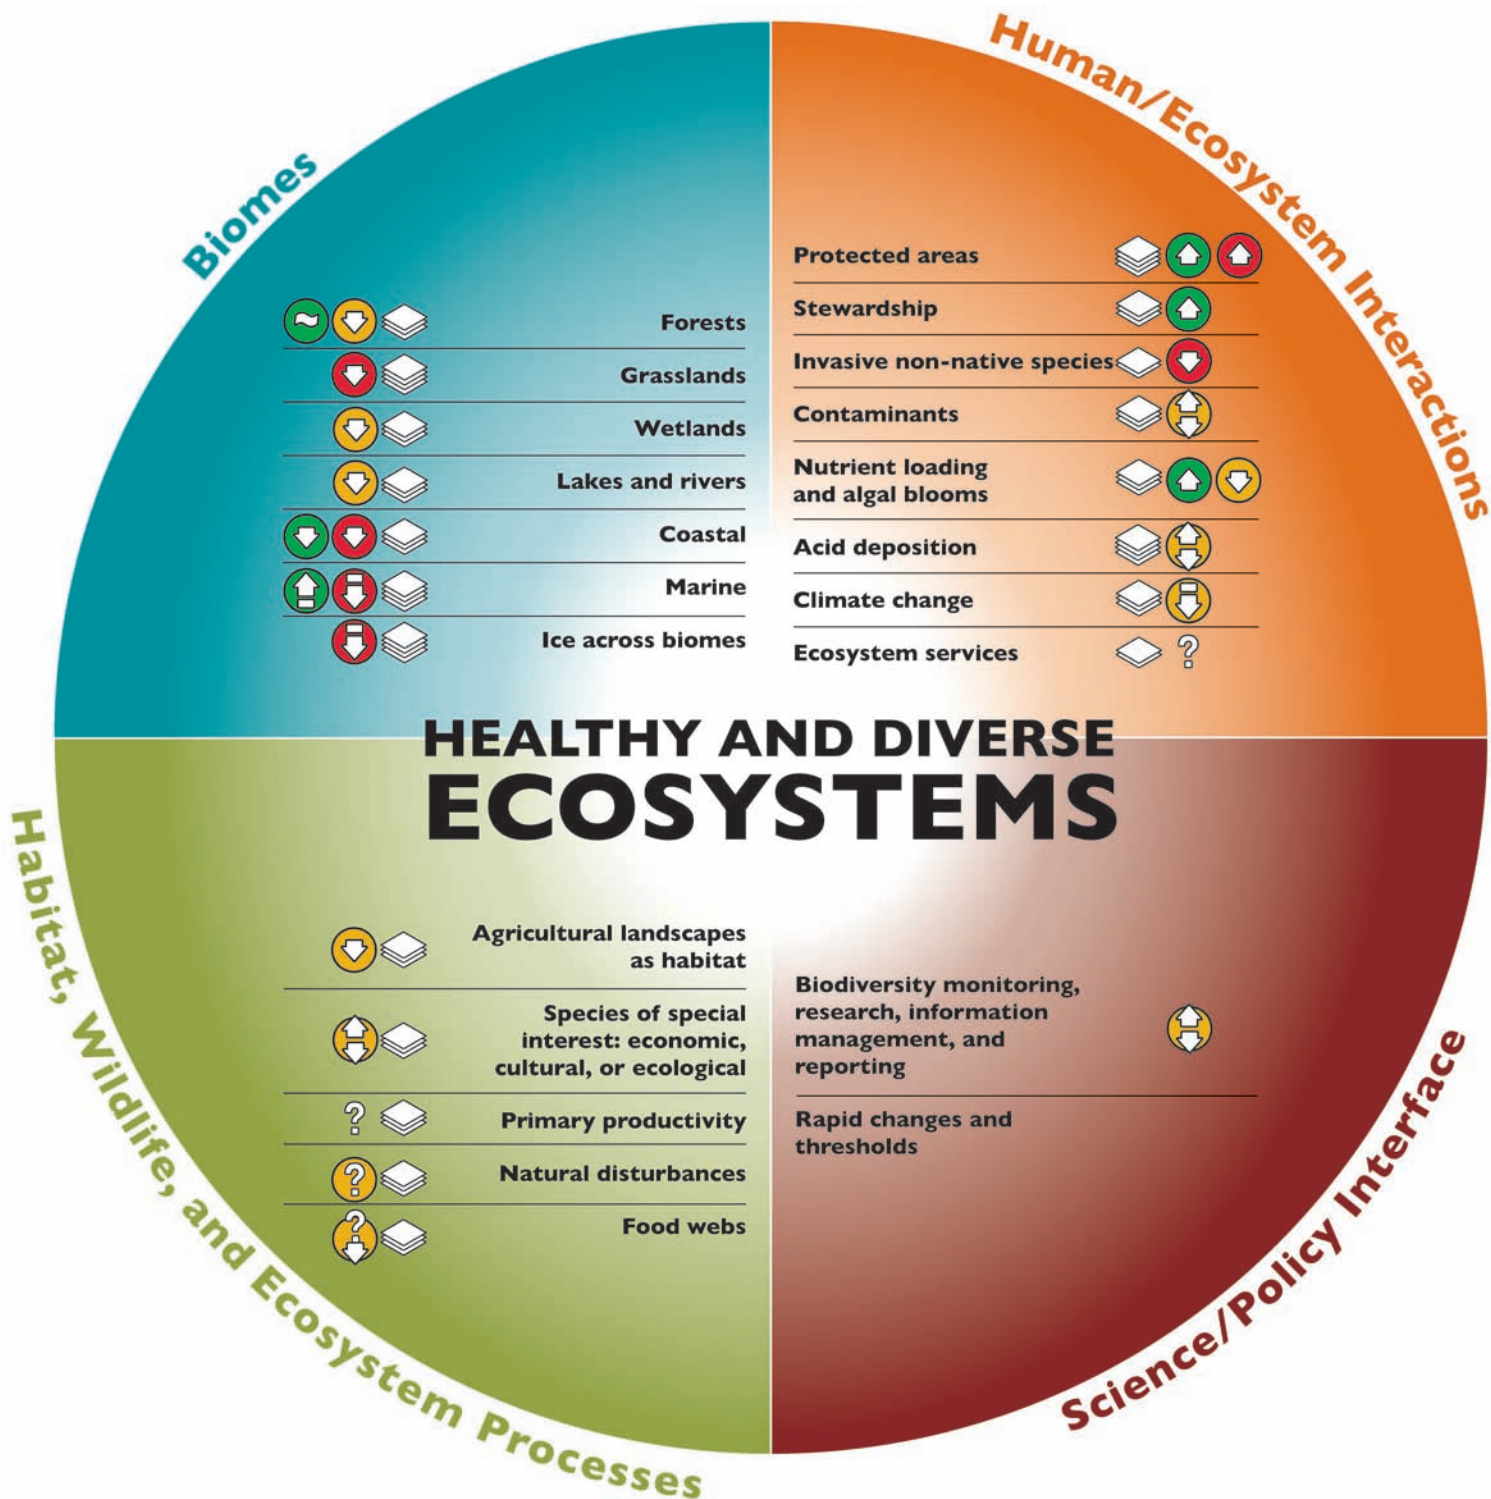 Biomes
Forests
Grasslands
Wetlands
Lakes and rivers
Coastal
Marine
Ice across biomes
Human/Ecosystem Interactions
Protected areas
Stewardship
Invasive non-native species
Contaminants
Nutrient loading
and algal blooms
Acid deposition
Climate change
Ecosystem services
?
HEALTHY AND DIVERSE
ECOSYSTEMS
Habitat, Wildlife, and Ecosystem Processes
Agricultural landscapes
as habitat
Species of special
interest: economic,
cultural, or ecological
? Primary productivity
? Natural disturbances
? Food webs
Science/Policy Interface
Biodiversity monitoring,
research, information
management, and
reporting
Rapid changes and
thresholds